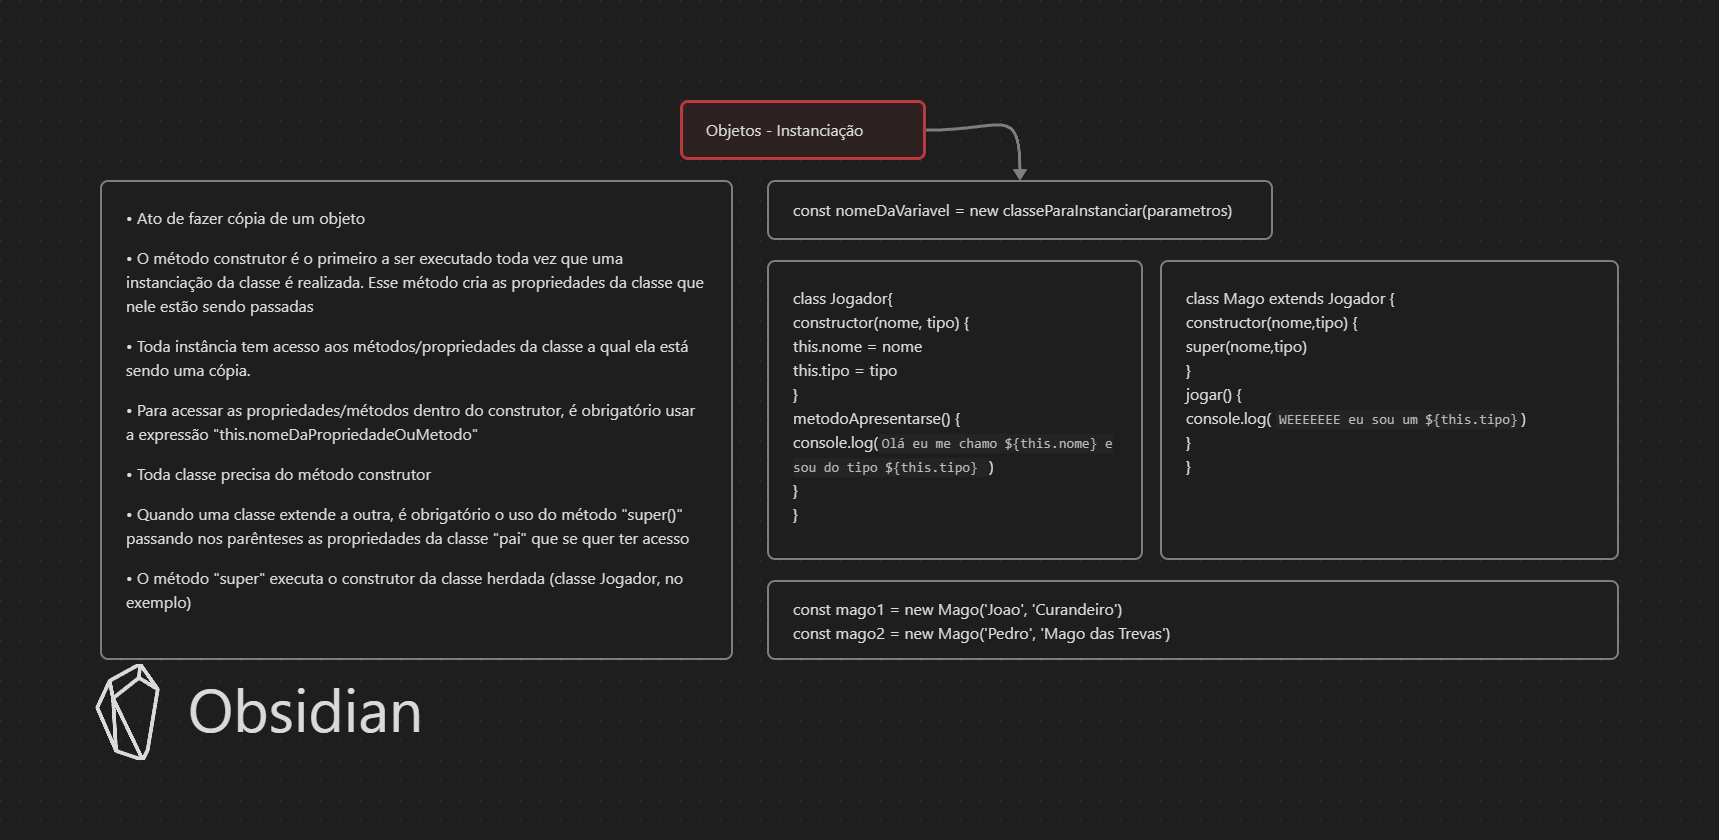 Objetos - Instanciação
• Ato de fazer cópia de um objeto
• O método construtor é o primeiro a ser executado toda vez que uma
instanciação da classe é realizada. Esse método cria as propriedades da classe que
nele estão sendo passadas
• Toda instância tem acesso aos métodos/propriedades da classe a qual ela está
sendo uma cópia.
• Para acessar as propriedades/métodos dentro do construtor, é obrigatório usar
a expressão "this.nomeDaPropriedadeOuMetodo"
• Toda classe precisa do método construtor
• Quando uma classe extende a outra, é obrigatório o uso do método "super()"
passando nos parênteses as propriedades da classe "pai" que se quer ter acesso
• O método "super" executa o construtor da classe herdada (classe Jogador, no
exemplo)
const nomeDaVariavel = new classeParaInstanciar(parametros)
class Jogador{
constructor(nome, tipo) {
this.nome = nome
this.tipo = tipo
}
metodoApresentarse() {
console.log( Olá eu me chamo ${this.nome} e
sou do tipo ${this.tipo} )
}
}
class Mago extends Jogador {
constructor(nome,tipo) {
super(nome,tipo)
}
jogar() {
console.log( WEEEEEEE eu sou um ${this.tipo} )
}
}
const mago1 = new Mago('Joao', 'Curandeiro')
const mago2 = new Mago('Pedro', 'Mago das Trevas')
Obsidian